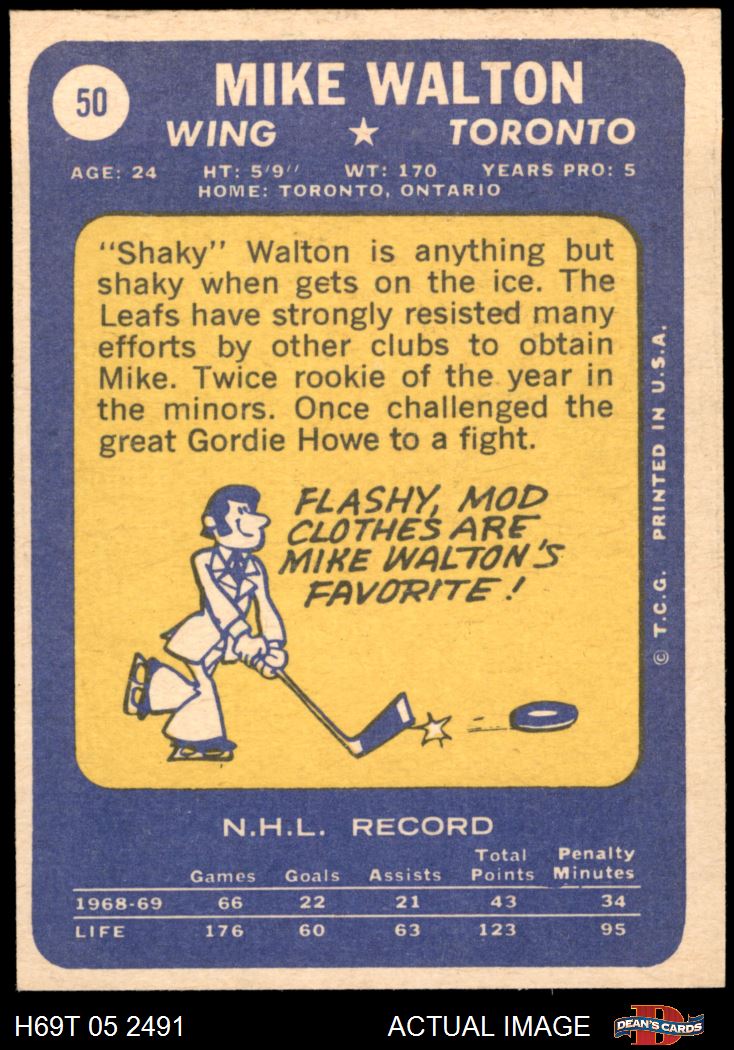 50
MIKE WALTON
WING ★ TORONTO
AGE: 24 HT: 5'9" WT: 170 YEARS PRO: 5
HOME: TORONTO, ONTARIO
"Shaky" Walton is anything but
shaky when gets on the ice. The
Leafs have strongly resisted many
efforts by other clubs to obtain
Mike. Twice rookie of the year in
the minors. Once challenged the
great Gordie Howe to a fight.
FLASHY, MOD
CLOTHES ARE
MIKE WALTON'S
FAVORITE!
© T.C.G. PRINTED IN U.S.A.
N.H.L. RECORD
Games Goals Assists Total Points Penalty Minutes
1968-69 66 22 21 43 34
LIFE 176 60 63 123 95
H69T 05 2491 ACTUAL IMAGE D DEAN'S CARDS